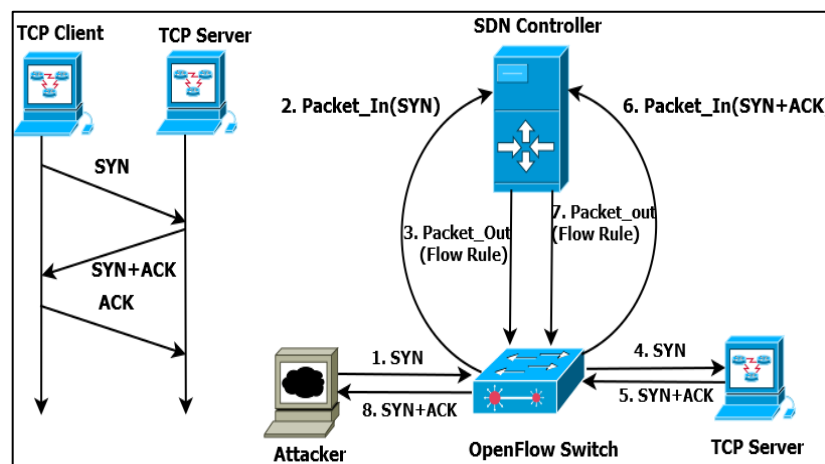 TCP Client
TCP Server
SYN
SYN+ACK
ACK
SDN Controller
2. Packet_In(SYN)
6. Packet_In(SYN+ACK)
3. Packet_Out
(Flow Rule)
7. Packet_out
(Flow Rule)
1. SYN
8. SYN+ACK
4. SYN
5. SYN+ACK
Attacker
OpenFlow Switch
TCP Server